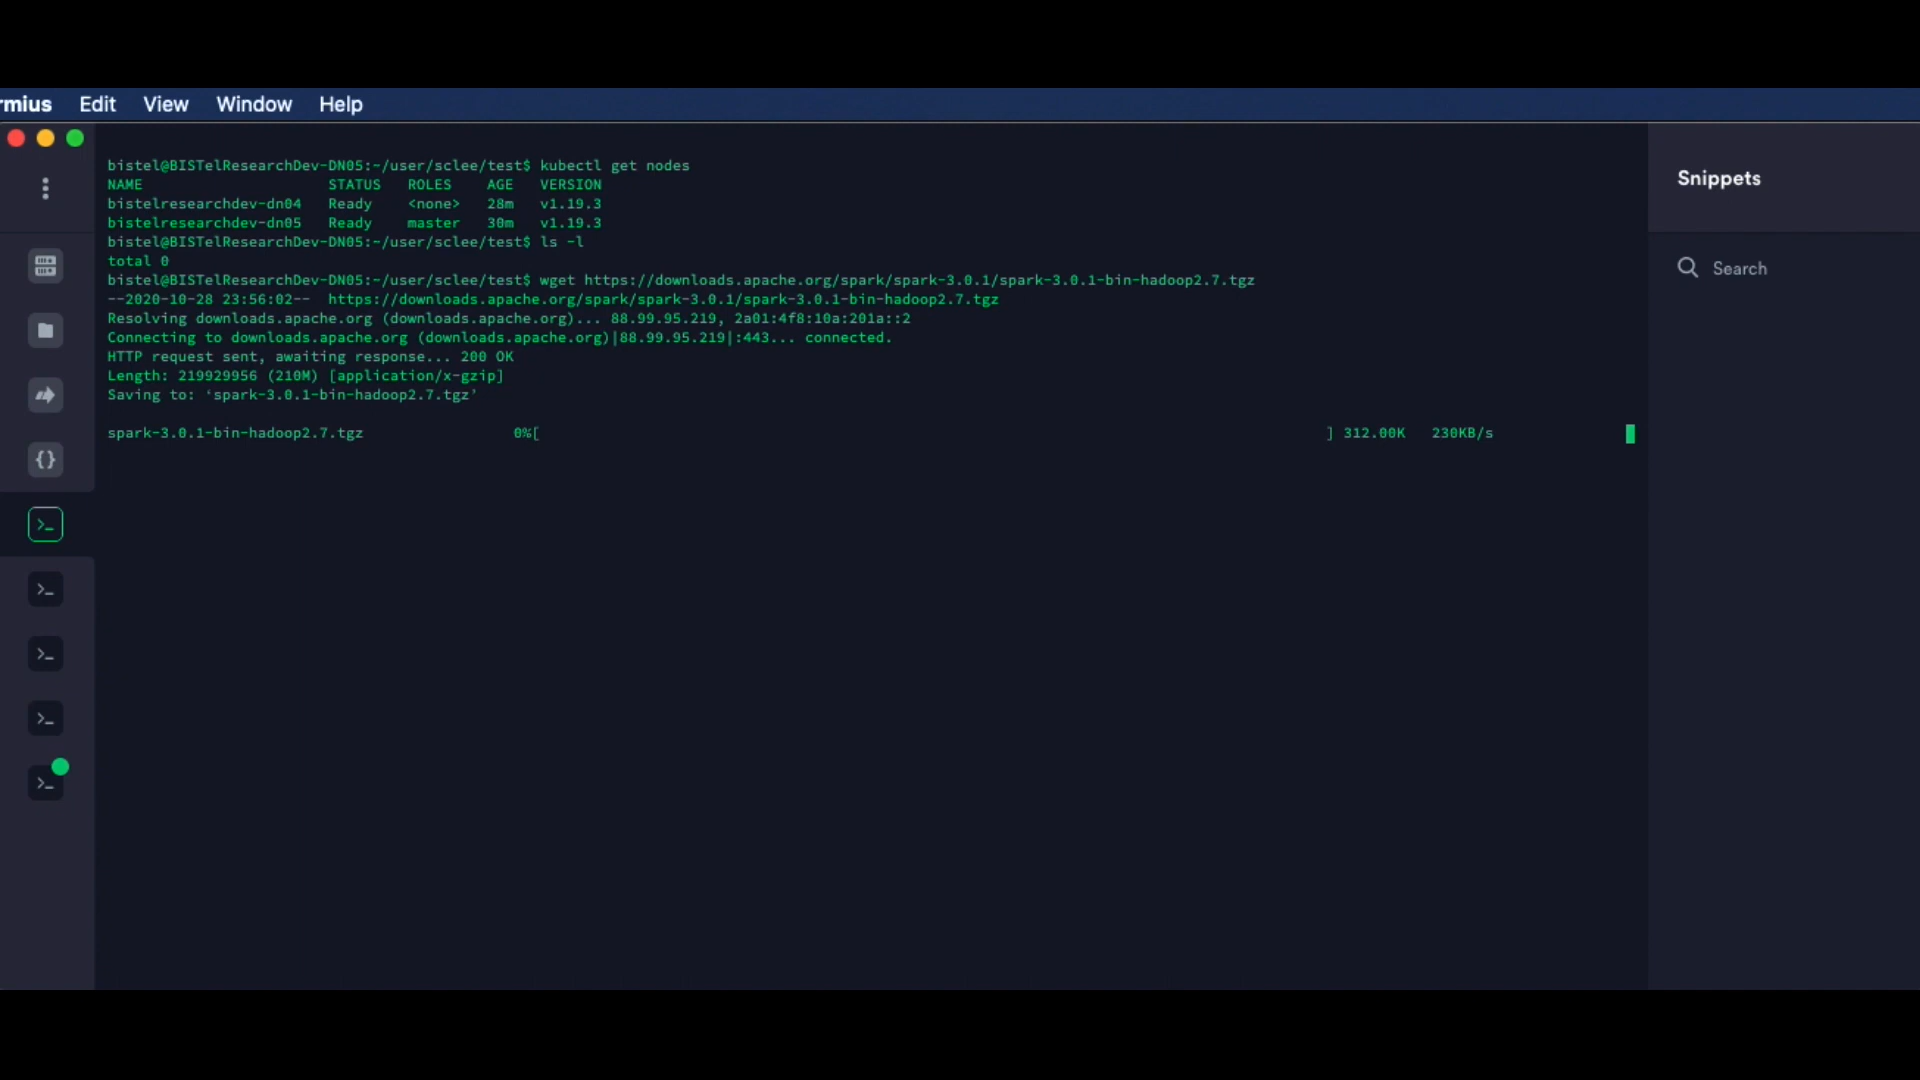 rmius Edit View Window Help
bistel@BISTelResearchDev-DN05:~/user/sclee/test$ kubectl get nodes
NAME STATUS ROLES AGE VERSION
bistelresearchdev-dn04 Ready <none> 28m v1.19.3
bistelresearchdev-dn05 Ready master 30m v1.19.3
bistel@BISTelResearchDev-DN05:~/user/sclee/test$ ls -l
total 0
bistel@BISTelResearchDev-DN05:~/user/sclee/test$ wget https://downloads.apache.org/spark/spark-3.0.1/spark-3.0.1-bin-hadoop2.7.tgz
--2020-10-28 23:56:02-- https://downloads.apache.org/spark/spark-3.0.1/spark-3.0.1-bin-hadoop2.7.tgz
Resolving downloads.apache.org (downloads.apache.org)... 88.99.95.219, 2a01:4f8:10a:201a::2
Connecting to downloads.apache.org (downloads.apache.org)|88.99.95.219|:443... connected.
HTTP request sent, awaiting response... 200 OK
Length: 219929956 (210M) [application/x-gzip]
Saving to: ‘spark-3.0.1-bin-hadoop2.7.tgz’
spark-3.0.1-bin-hadoop2.7.tgz 0%[ ] 312.00K 230KB/s
Snippets
Search